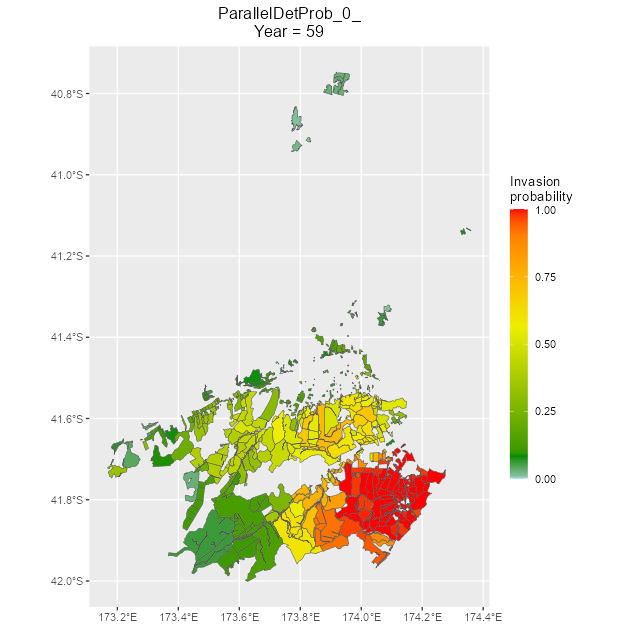 ParallelDetProb_0_
Year = 59
40.8°S
41.0°S
41.2°S
41.4°S
41.6°S
41.8°S
42.0°S
173.2°E 173.4°E 173.6°E 173.8°E 174.0°E 174.2°E 174.4°E
Invasion
probability
1.00
0.75
0.50
0.25
0.00